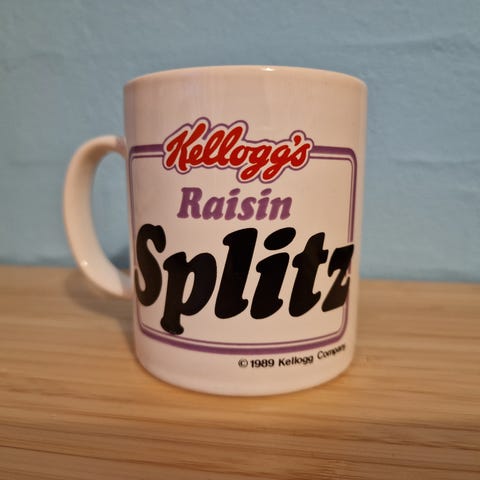 Kellogg's
Raisin
Splitz
© 1989 Kellogg Company